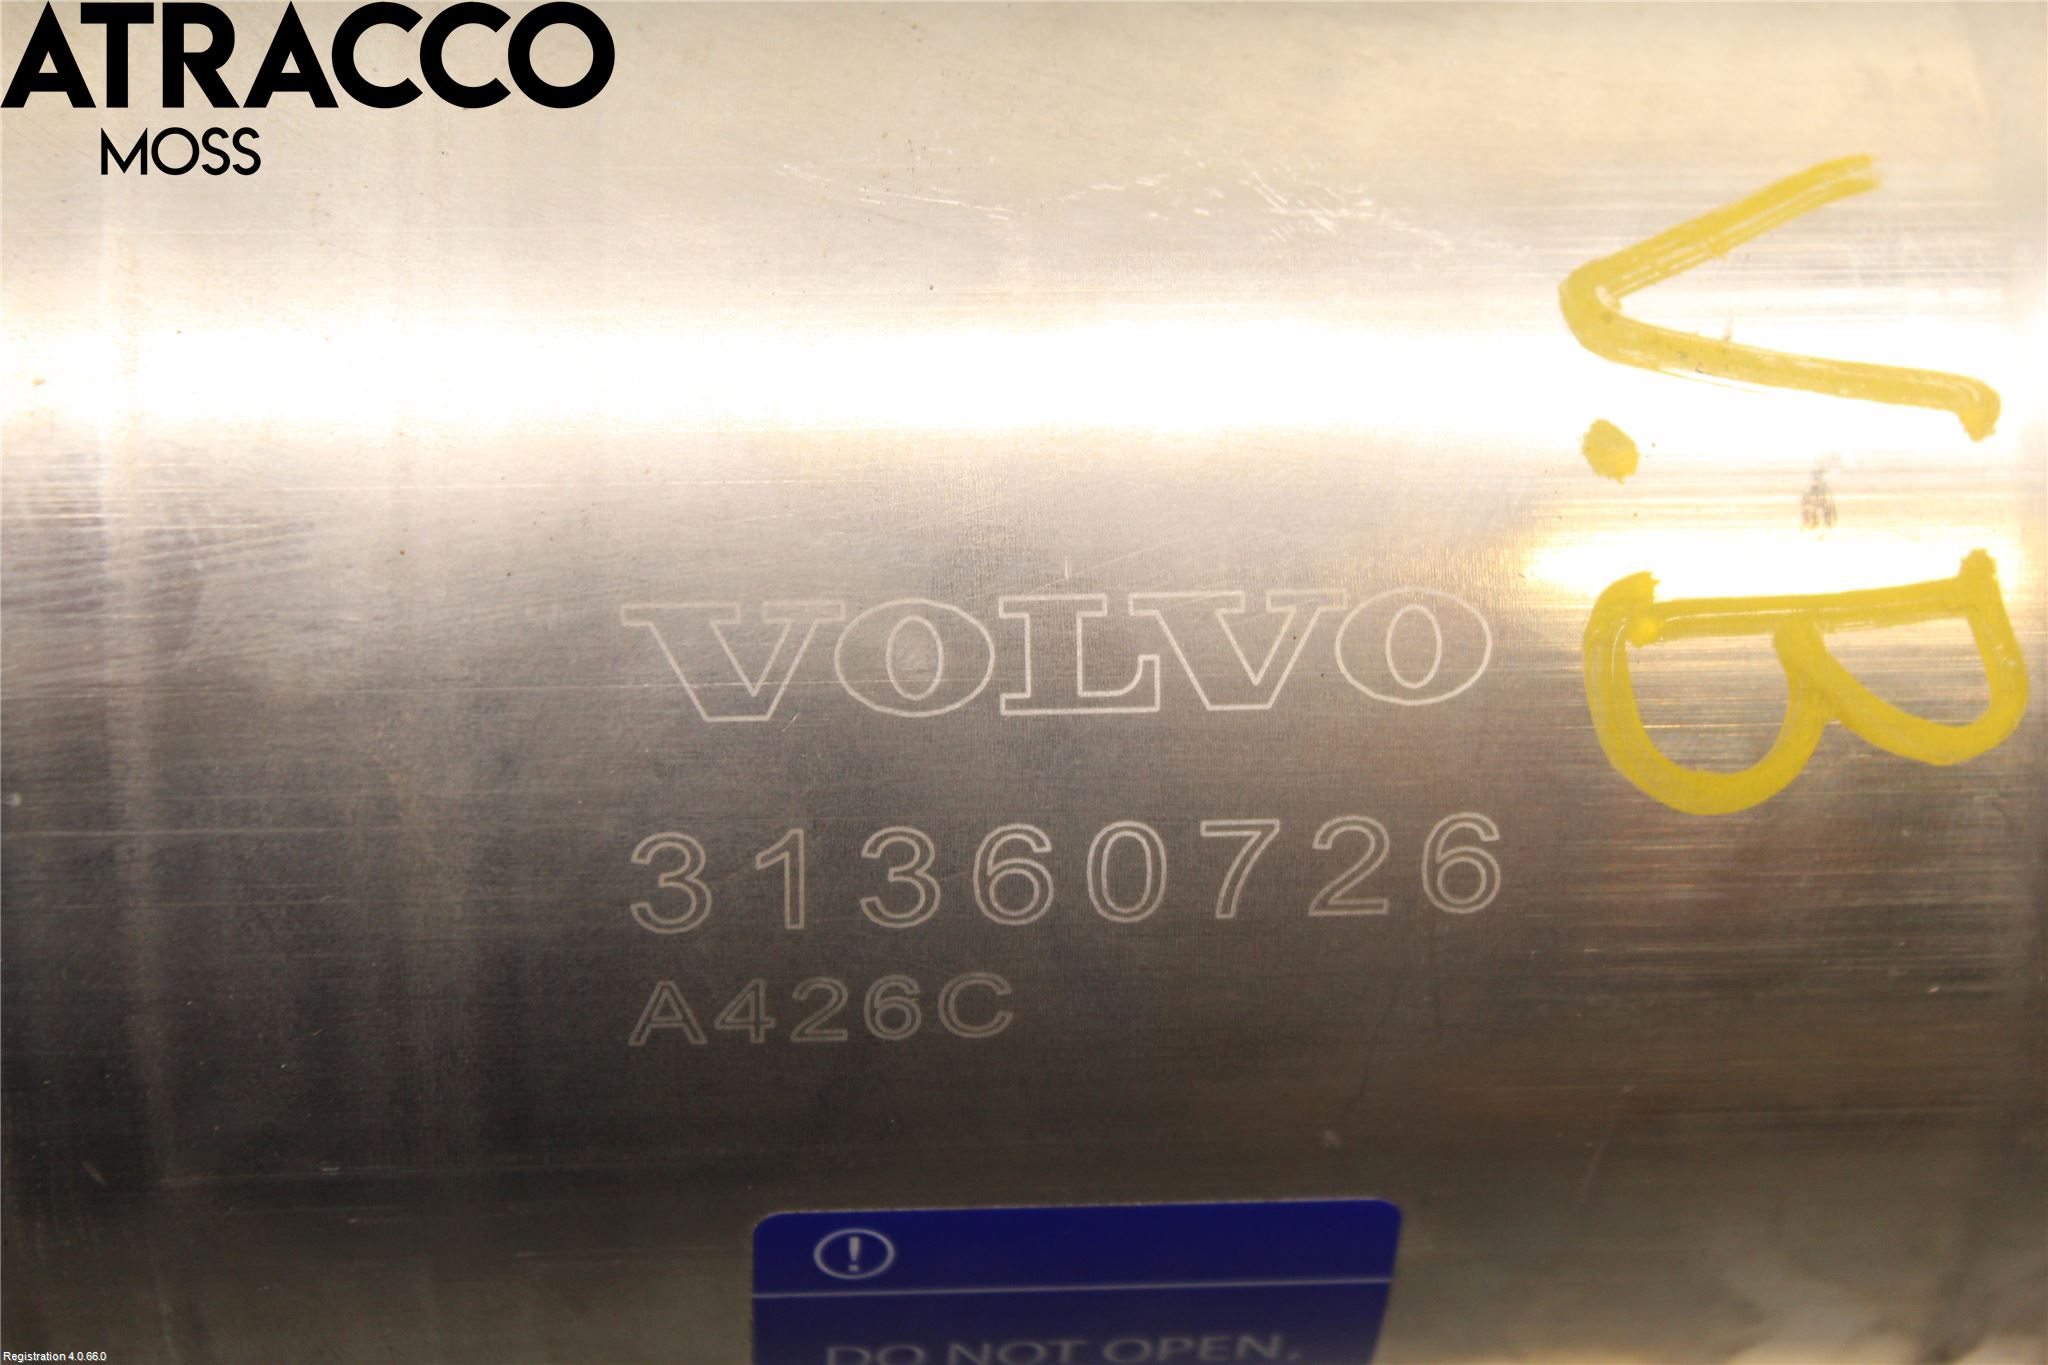 ATRACCO
MOSS
V.B
VOLVO
31360726
A426C
!
DO NOT OPEN,
Registration 4.0.66.0